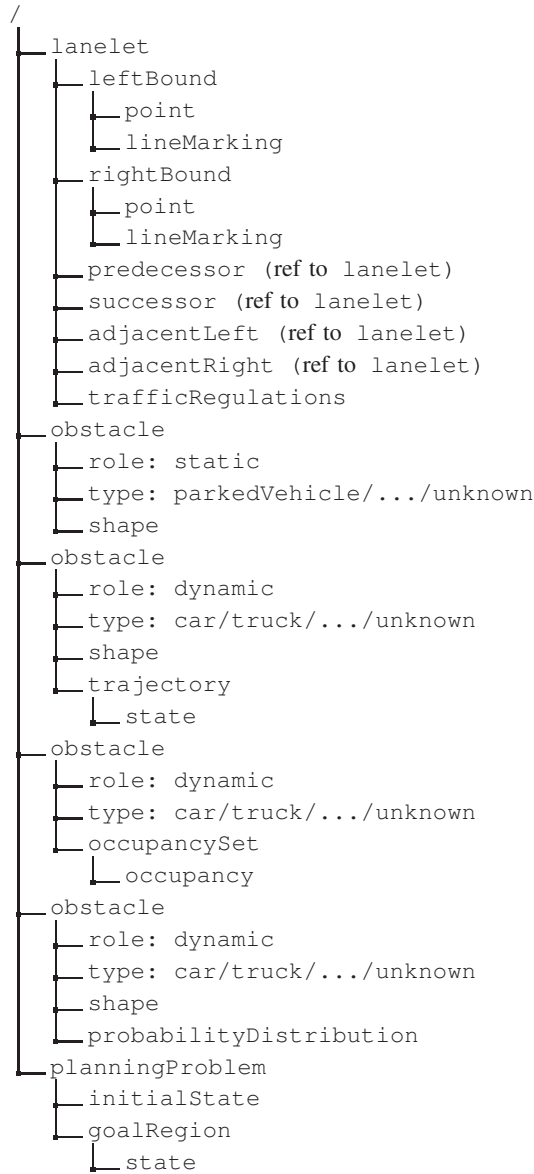 /
lanelet
leftBound
point
lineMarking
rightBound
point
lineMarking
predecessor (ref to lanelet)
successor (ref to lanelet)
adjacentLeft (ref to lanelet)
adjacentRight (ref to lanelet)
trafficRegulations
obstacle
role: static
type: parkedVehicle/.../unknown
shape
obstacle
role: dynamic
type: car/truck/.../unknown
shape
trajectory
state
obstacle
role: dynamic
type: car/truck/.../unknown
occupancySet
occupancy
obstacle
role: dynamic
type: car/truck/.../unknown
shape
probabilityDistribution
planningProblem
initialState
goalRegion
state